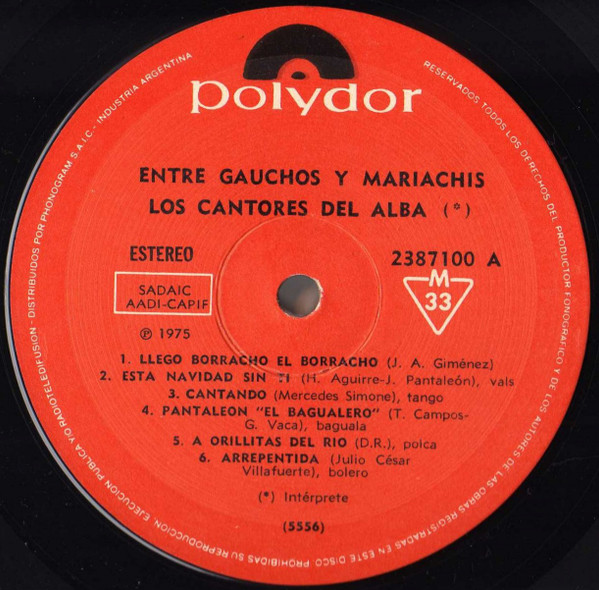 polydor
ENTRE GAUCHOS Y MARIACHIS
LOS CANTORES DEL ALBA (*)
ESTEREO
2387100 A
SADAIC
AADI-CAPIF
M
33
℗ 1975
1. LLEGO BORRACHO EL BORRACHO (J. A. Giménez)
2. ESTA NAVIDAD SIN TI (H. Aguirre-J. Pantaleón), vals
3. CANTANDO (Mercedes Simone), tango
4. PANTALEON "EL BAGUALERO" (T. Campos-
G. Vaca), baguala
5. A ORILLITAS DEL RIO (D.R.), polca
6. ARREPENTIDA (Julio César
Villafuerte), bolero
(*) Intérprete
(5556)
RESERVADOS TODOS LOS DERECHOS DEL PRODUCTOR FONOGRAFICO Y DE LOS AUTORES DE LAS OBRAS REGISTRADAS EN ESTE DISCO PROHIBIDAS SU REPRODUCCION, EJECUCION PUBLICA Y/O RADIOTELEDIFUSION - DISTRIBUIDOS POR PHONOGRAM S.A.I.C. - INDUSTRIA ARGENTINA